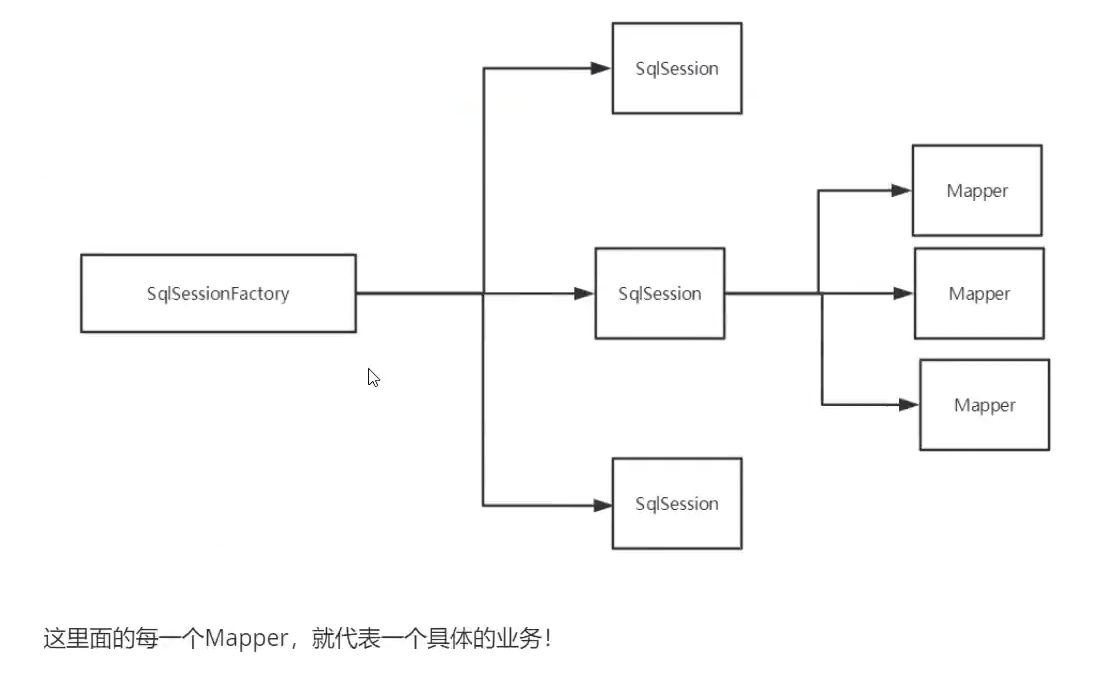 SqlSession
Mapper
SqlSessionFactory
SqlSession
Mapper
Mapper
SqlSession
这里面的每一个Mapper，就代表一个具体的业务！